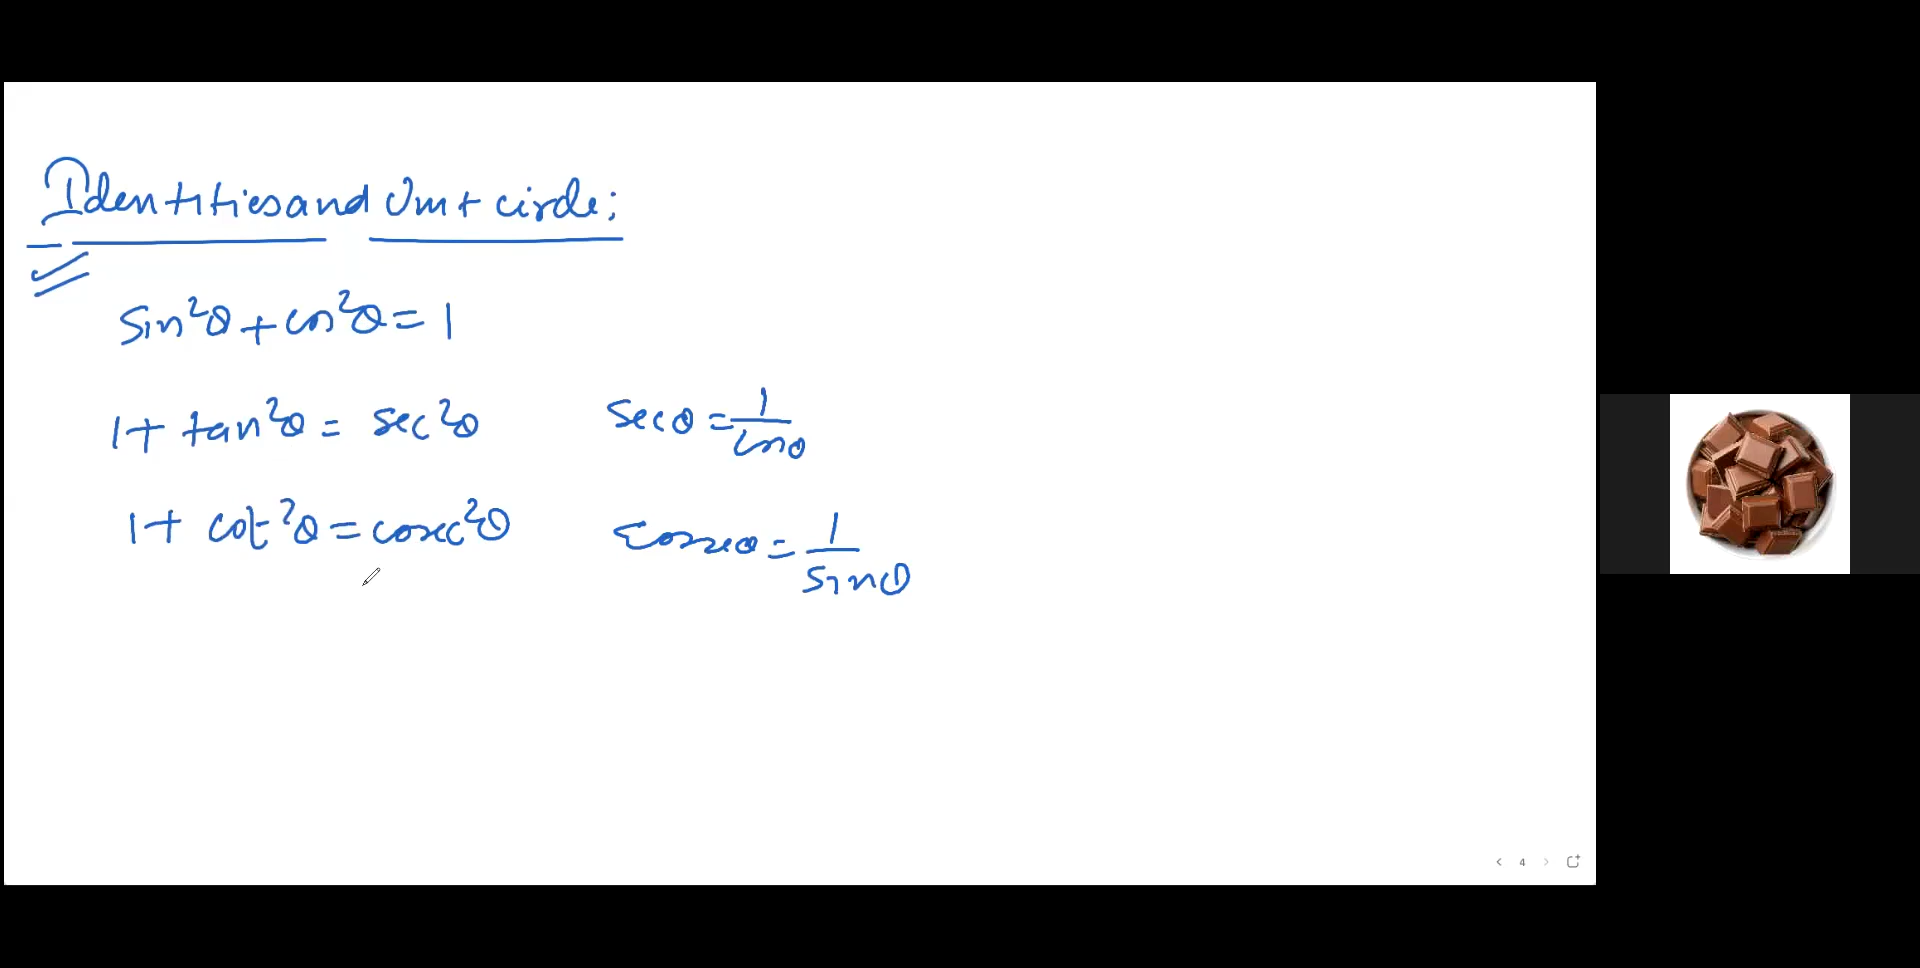 Identities and Unit circle:
sin²θ + cos²θ = 1
1 + tan²θ = sec²θ
secθ = 1/cosθ
1 + cot²θ = cosec²θ
cosecθ = 1/sinθ
< 4 >